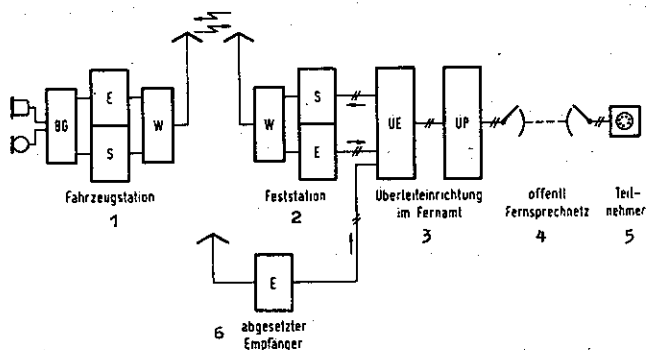 BG
E
S
W
W
S
E
UE
UP
Fahrzeugstation
1
Feststation
2
Überleiteinrichtung
im Fernamt
3
offentl
Fernsprechnetz
4
Teil-
nehmer
5
E
6 abgesetzter
Empfänger